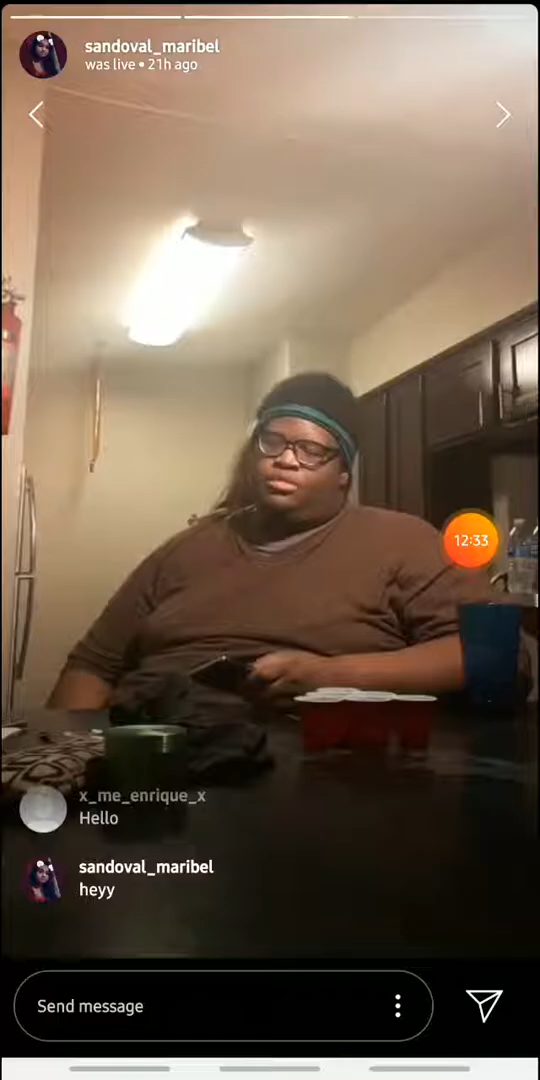 sandoval_maribel
was live • 21h ago
12:33
x_me_enrique_x
Hello
sandoval_maribel
heyy
Send message